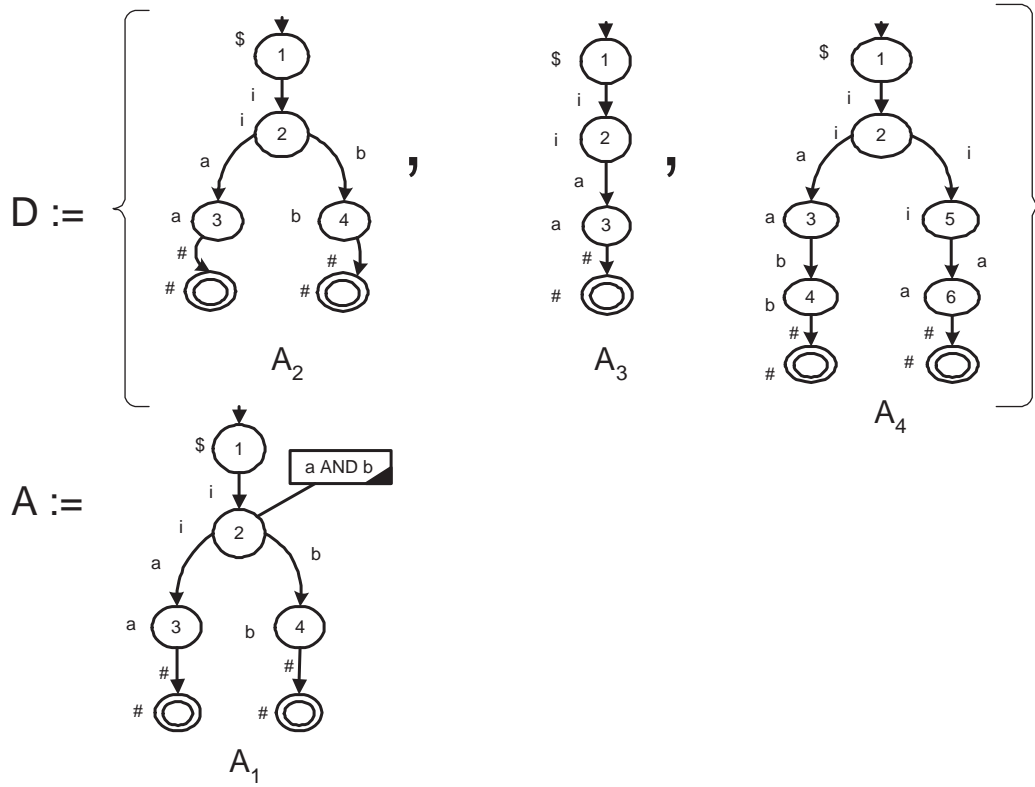 D :=
$ 1
i
i 2
a b
a 3 b 4
# #
# #
A2
,
$ 1
i
i 2
a
a 3
#
#
A3
,
$ 1
i
i 2
a i
a 3 i 5
b a
b 4 a 6
# #
# #
A4
A :=
$ 1
a AND b
i
i 2
a b
a 3 b 4
# #
# #
A1